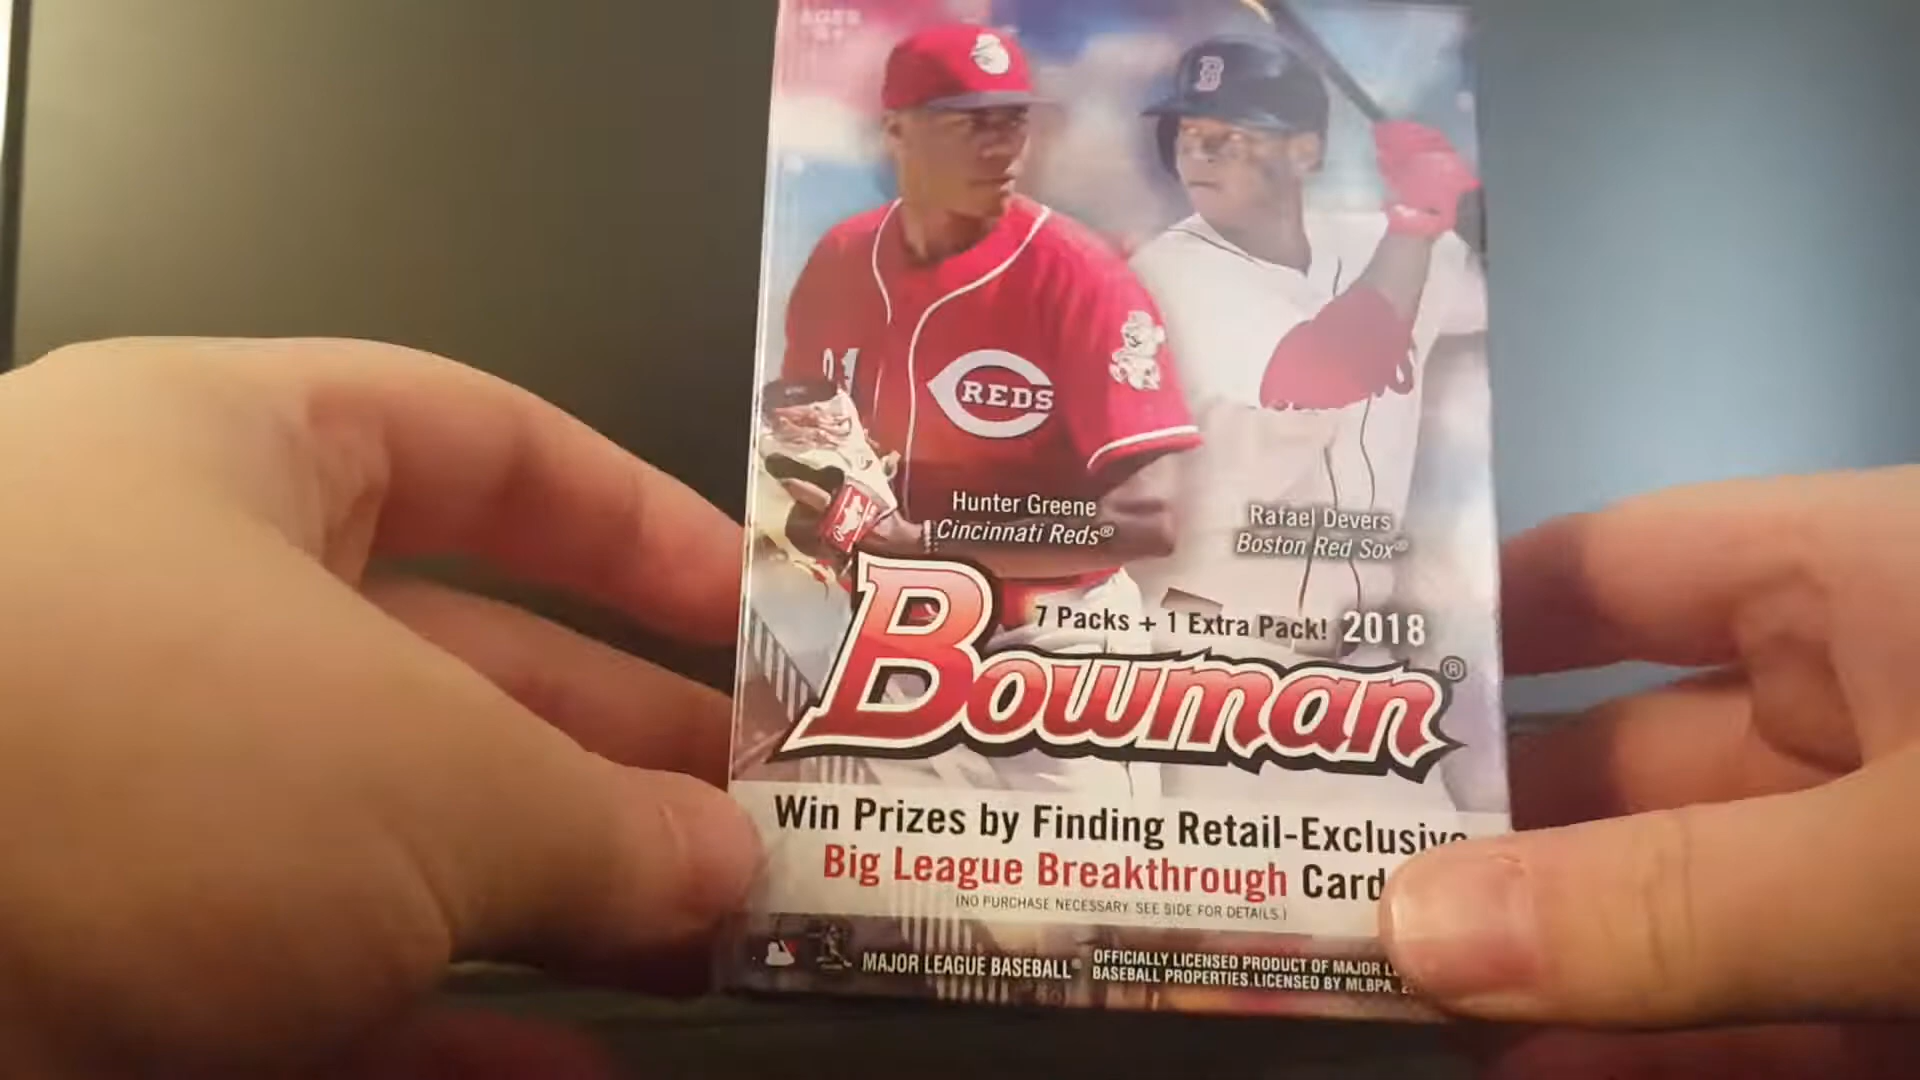 AGES
B
21
REDS
Hunter Greene
Cincinnati Reds®
Rafael Devers
Boston Red Sox®
7 Packs + 1 Extra Pack! 2018
Bowman®
Win Prizes by Finding Retail-Exclusive
Big League Breakthrough Card
(NO PURCHASE NECESSARY. SEE SIDE FOR DETAILS.)
MAJOR LEAGUE BASEBALL®
OFFICIALLY LICENSED PRODUCT OF MAJOR
BASEBALL PROPERTIES. LICENSED BY MLBPA